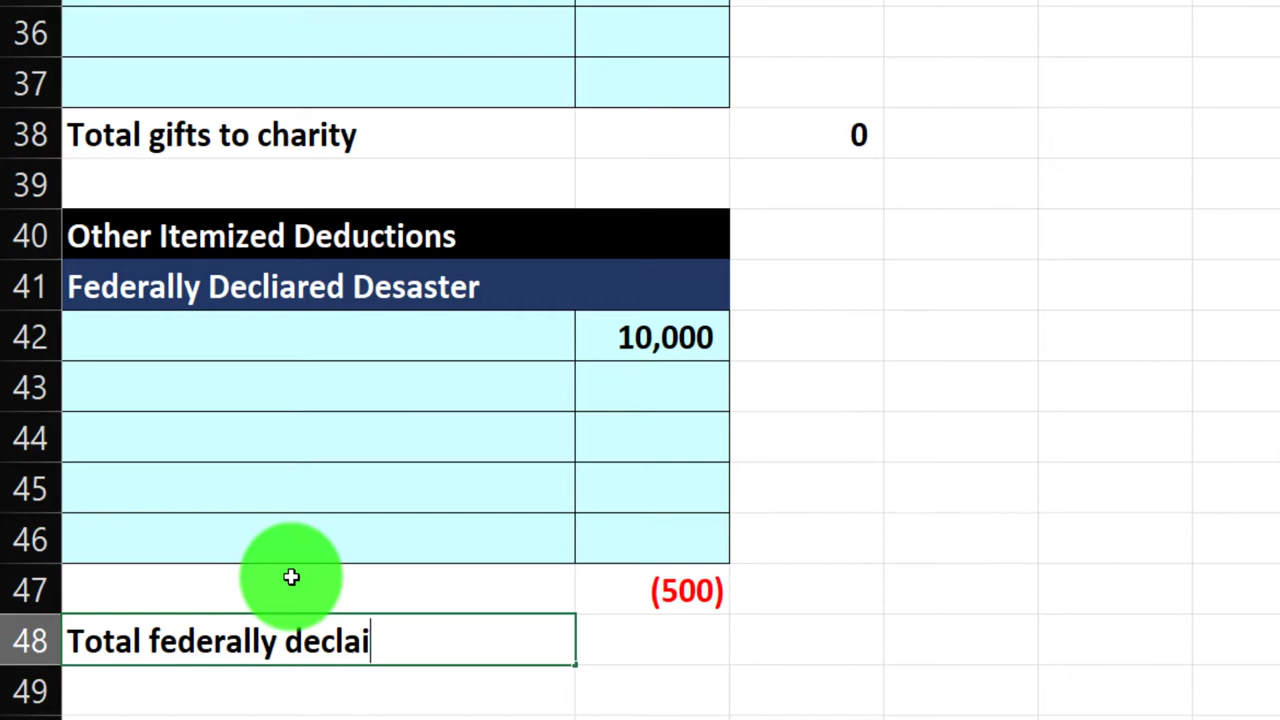 36
37
38 Total gifts to charity 0
39
40 Other Itemized Deductions
41 Federally Decliared Desaster
42 10,000
43
44
45
46
47 (500)
48 Total federally declai
49